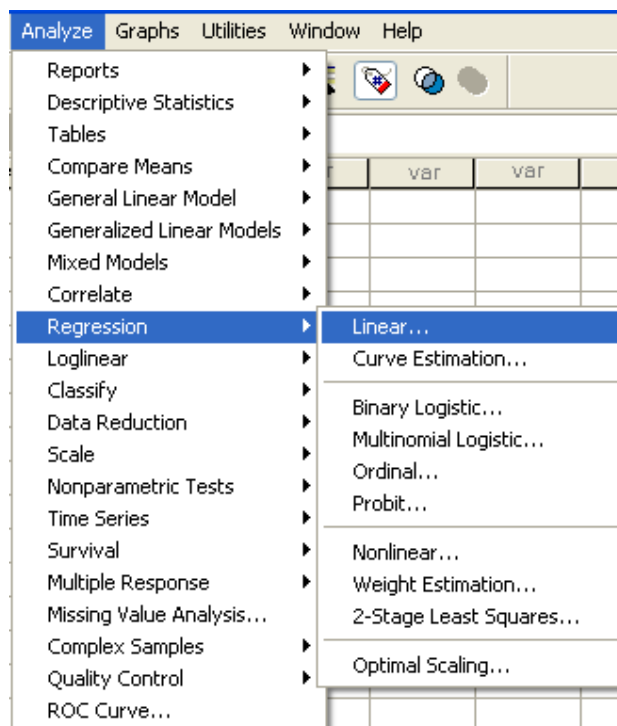 Analyze Graphs Utilities Window Help
Reports
Descriptive Statistics
Tables
Compare Means
var var
General Linear Model
Generalized Linear Models
Mixed Models
Correlate
Regression
Loglinear
Classify
Data Reduction
Scale
Nonparametric Tests
Time Series
Survival
Multiple Response
Missing Value Analysis...
Complex Samples
Quality Control
ROC Curve...
Linear...
Curve Estimation...
Binary Logistic...
Multinomial Logistic...
Ordinal...
Probit...
Nonlinear...
Weight Estimation...
2-Stage Least Squares...
Optimal Scaling...